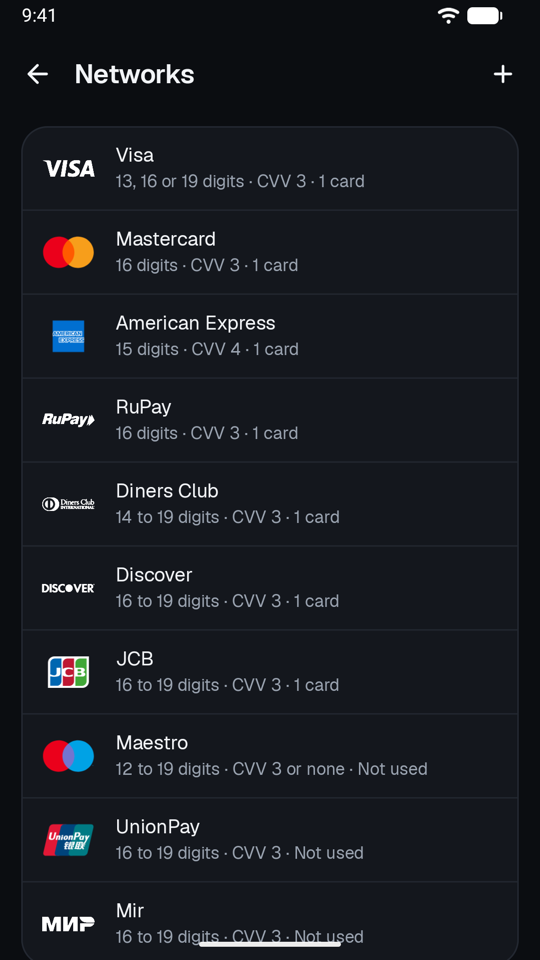 9:41
Networks
VISA
Visa
13, 16 or 19 digits · CVV 3 · 1 card
Mastercard
16 digits · CVV 3 · 1 card
AMERICAN
EXPRESS
American Express
15 digits · CVV 4 · 1 card
RuPay
RuPay
16 digits · CVV 3 · 1 card
Diners Club
INTERNATIONAL
Diners Club
14 to 19 digits · CVV 3 · 1 card
DISCOVER
Discover
16 to 19 digits · CVV 3 · 1 card
JCB
JCB
16 to 19 digits · CVV 3 · 1 card
Maestro
12 to 19 digits · CVV 3 or none · Not used
UnionPay
银联
UnionPay
16 to 19 digits · CVV 3 · Not used
МИР
Mir
16 to 19 digits · CVV 3 · Not used